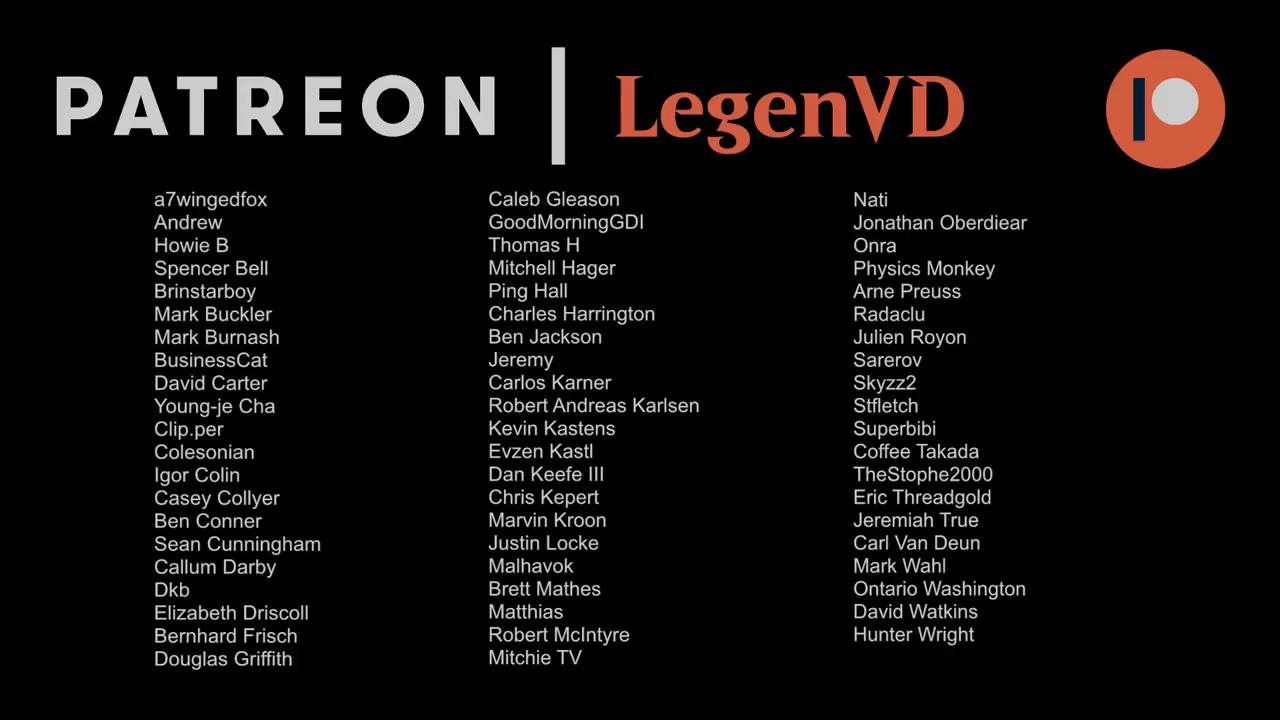 PATREON | LegenVD
a7wingedfox
Andrew
Howie B
Spencer Bell
Brinstarboy
Mark Buckler
Mark Burnash
BusinessCat
David Carter
Young-je Cha
Clip.per
Colesonian
Igor Colin
Casey Collyer
Ben Conner
Sean Cunningham
Callum Darby
Dkb
Elizabeth Driscoll
Bernhard Frisch
Douglas Griffith
Caleb Gleason
GoodMorningGDI
Thomas H
Mitchell Hager
Ping Hall
Charles Harrington
Ben Jackson
Jeremy
Carlos Karner
Robert Andreas Karlsen
Kevin Kastens
Evzen Kastl
Dan Keefe III
Chris Kepert
Marvin Kroon
Justin Locke
Malhavok
Brett Mathes
Matthias
Robert McIntyre
Mitchie TV
Nati
Jonathan Oberdiear
Onra
Physics Monkey
Arne Preuss
Radaclu
Julien Royon
Sarerov
Skyzz2
Stfletch
Superbibi
Coffee Takada
TheStophe2000
Eric Threadgold
Jeremiah True
Carl Van Deun
Mark Wahl
Ontario Washington
David Watkins
Hunter Wright